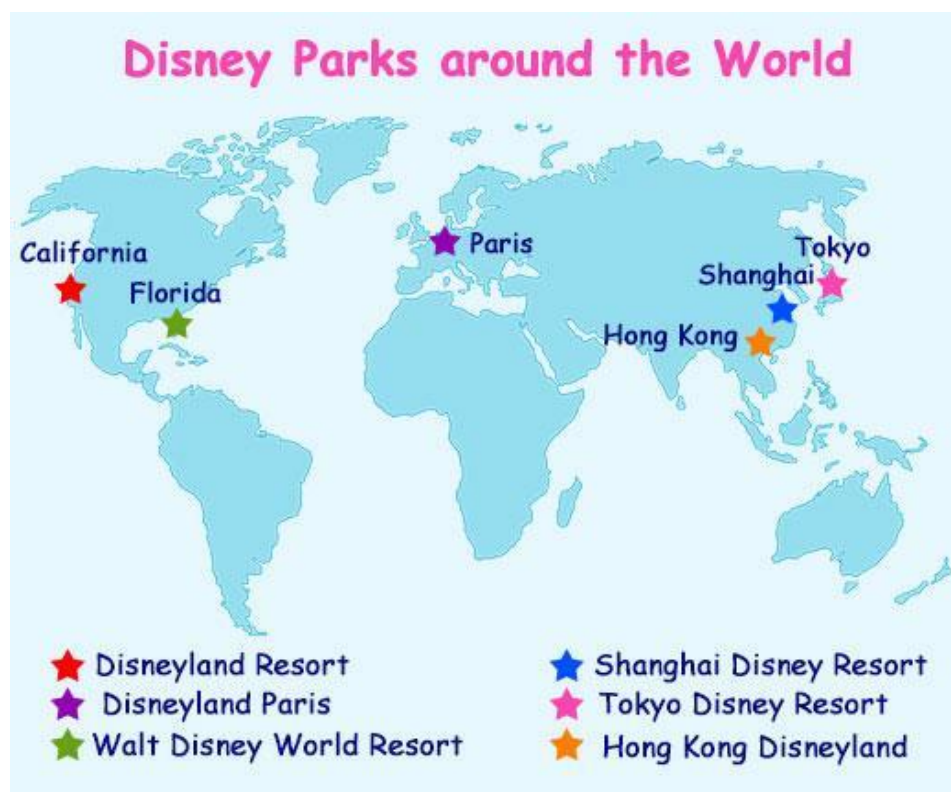 Disney Parks around the World
California
Florida
Paris
Tokyo
Shanghai
Hong Kong
Disneyland Resort
Disneyland Paris
Walt Disney World Resort
Shanghai Disney Resort
Tokyo Disney Resort
Hong Kong Disneyland